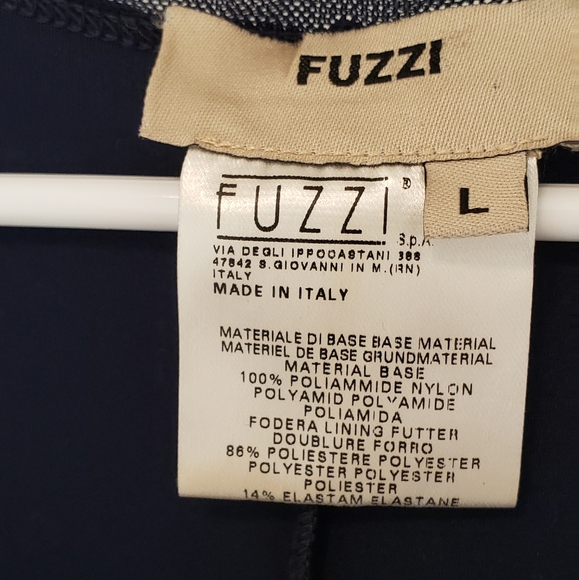 FUZZI
L
FUZZI®
S.p.A.
VIA DEGLI IPPOCASTANI 388
47842 S.GIOVANNI IN M.(RN)
ITALY
MADE IN ITALY
MATERIALE DI BASE BASE MATERIAL
MATERIEL DE BASE GRUNDMATERIAL
MATERIAL BASE
100% POLIAMMIDE NYLON
POLYAMID POLYAMIDE
POLIAMIDA
FODERA LINING FUTTER
DOUBLURE FORRO
86% POLIESTERE POLYESTER
POLYESTER POLYESTER
POLIESTER
14% ELASTAM ELASTANE